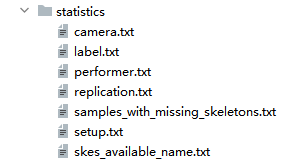 statistics
camera.txt
label.txt
performer.txt
replication.txt
samples_with_missing_skeletons.txt
setup.txt
skes_available_name.txt